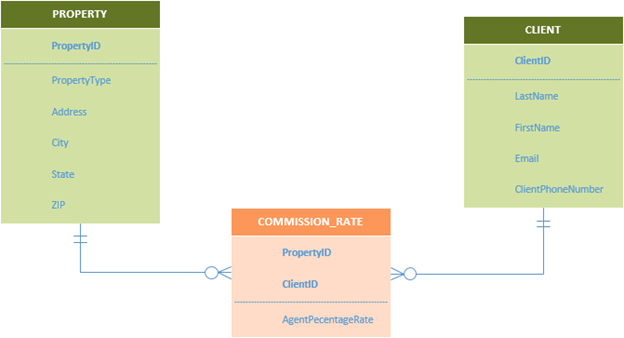 PROPERTY
PropertyID
PropertyType
Address
City
State
ZIP
CLIENT
ClientID
LastName
FirstName
Email
ClientPhoneNumber
COMMISSION_RATE
PropertyID
ClientID
AgentPecentageRate